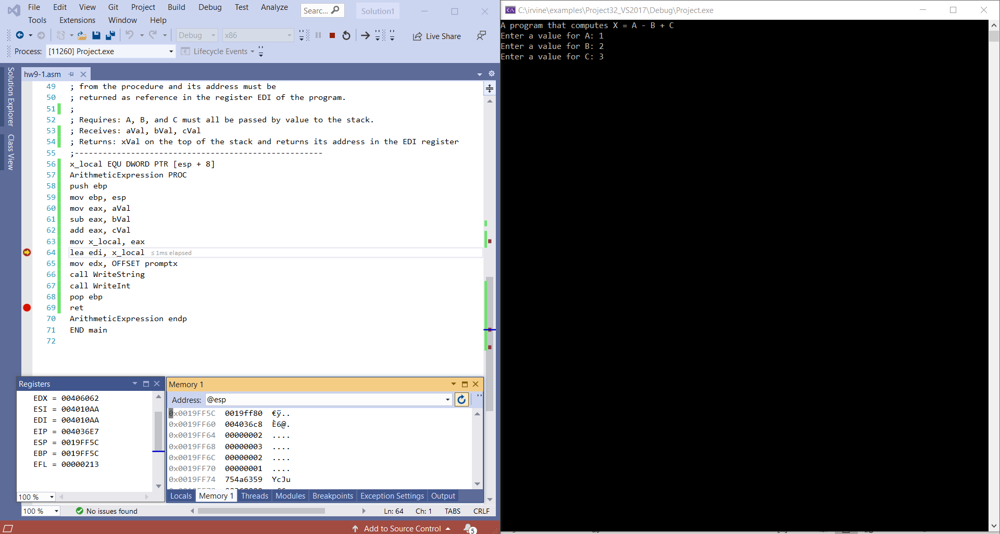 File Edit View Git Project Build Debug Test Analyze Searc... Solution1
Tools Extensions Window Help
Debug x86 Live Share
Process: [11260] Project.exe Lifecycle Events
Solution Explorer
Class View
hw9-1.asm
49 ; from the procedure and its address must be
50 ; returned as reference in the register EDI of the program.
51 ;
52 ; Requires: A, B, and C must all be passed by value to the stack.
53 ; Receives: aVal, bVal, cVal
54 ; Returns: xVal on the top of the stack and returns its address in the EDI register
55 ;-----------------------------------------------------
56 x_local EQU DWORD PTR [esp + 8]
57 ArithmeticExpression PROC
58 push ebp
59 mov ebp, esp
60 mov eax, aVal
61 sub eax, bVal
62 add eax, cVal
63 mov x_local, eax
64 lea edi, x_local ≤ 1ms elapsed
65 mov edx, OFFSET promptx
66 call WriteString
67 call WriteInt
68 pop ebp
69 ret
70 ArithmeticExpression endp
71 END main
72
Registers
EDX = 00406062
ESI = 004010AA
EDI = 004010AA
EIP = 004036E7
ESP = 0019FF5C
EBP = 0019FF5C
EFL = 00000213
100 %
Memory 1
Address: @esp
0x0019FF5C 0019ff80 €ÿ..
0x0019FF60 004036c8 È6@.
0x0019FF64 00000002 ....
0x0019FF68 00000003 ....
0x0019FF6C 00000002 ....
0x0019FF70 00000001 ....
0x0019FF74 754a6359 YcJu
Locals Memory 1 Threads Modules Breakpoints Exception Settings Output
100 % No issues found Ln: 64 Ch: 1 TABS CRLF
Add to Source Control 5
C:\irvine\examples\Project32_VS2017\Debug\Project.exe
A program that computes X = A - B + C
Enter a value for A: 1
Enter a value for B: 2
Enter a value for C: 3